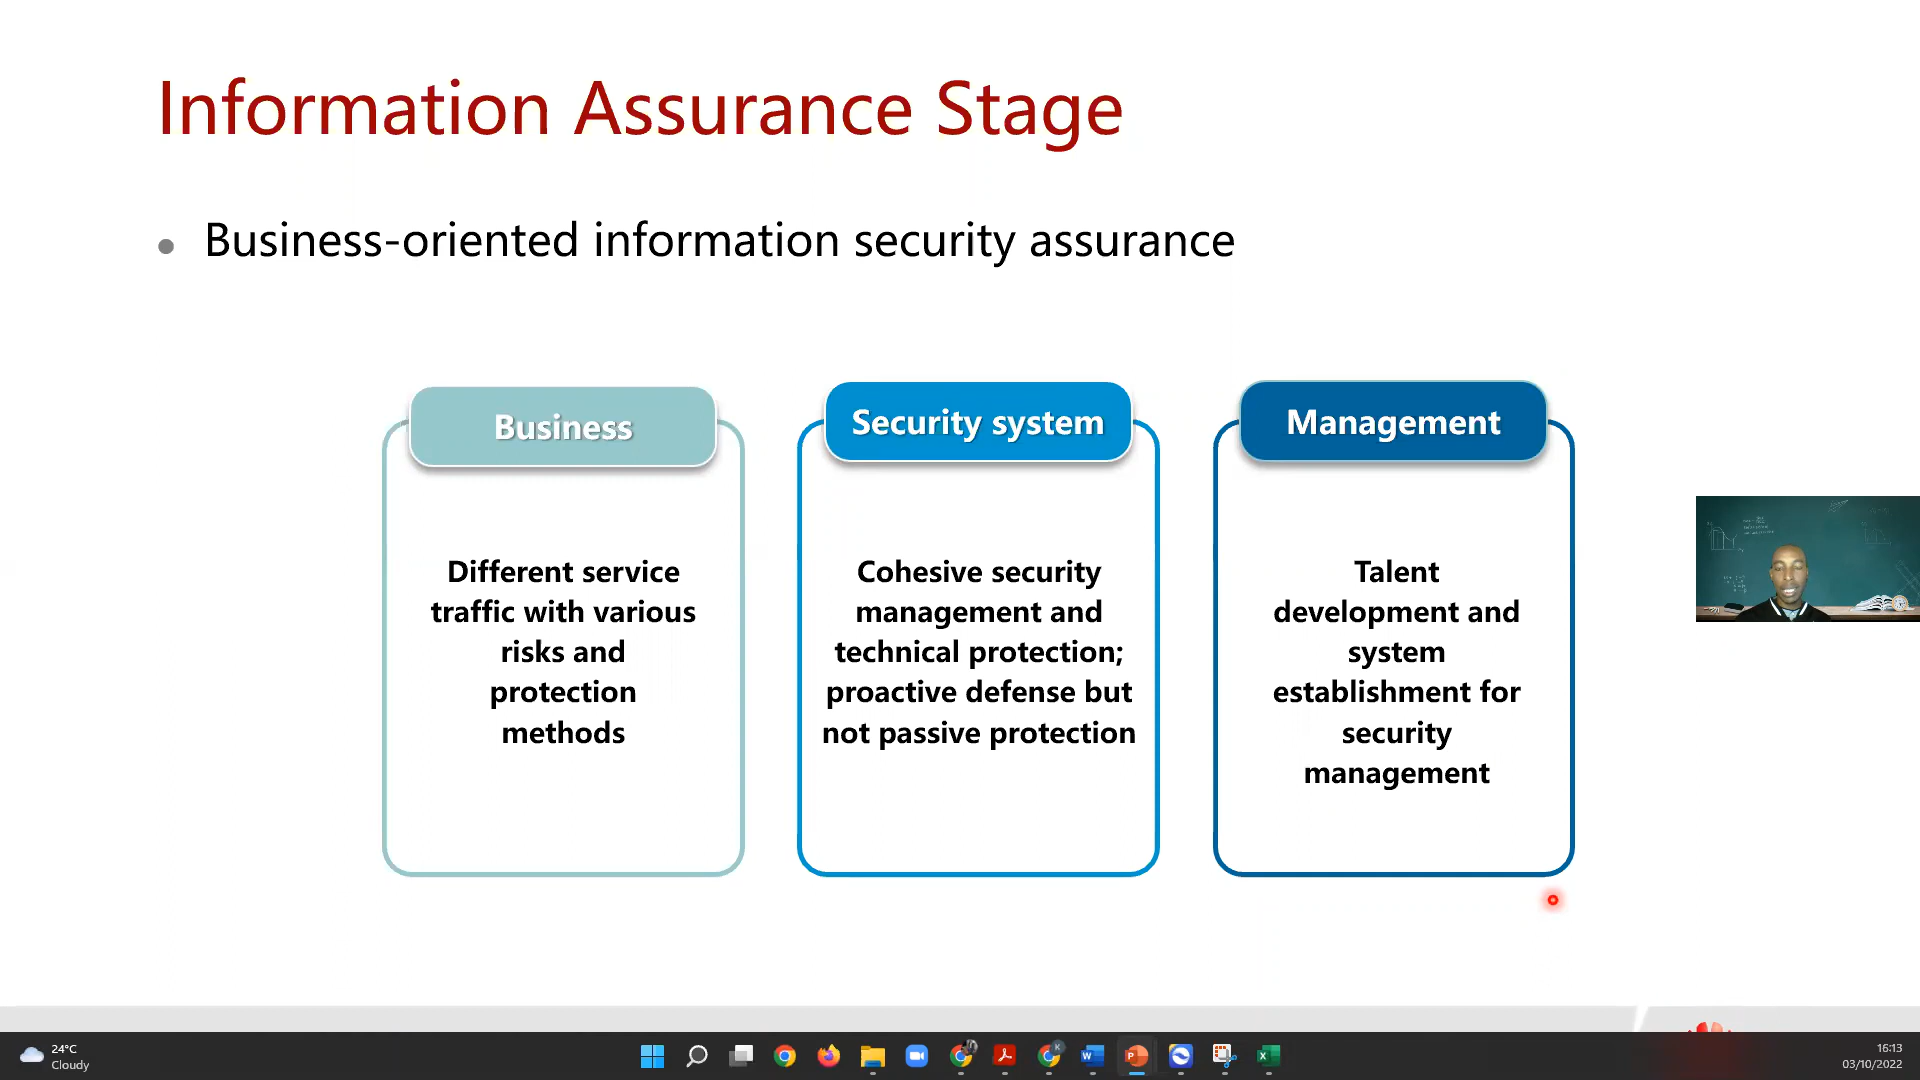 Information Assurance Stage
Business-oriented information security assurance
Business
Different service
traffic with various
risks and
protection
methods
Security system
Cohesive security
management and
technical protection;
proactive defense but
not passive protection
Management
Talent
development and
system
establishment for
security
management
24°C
Cloudy
16:13
03/10/2022